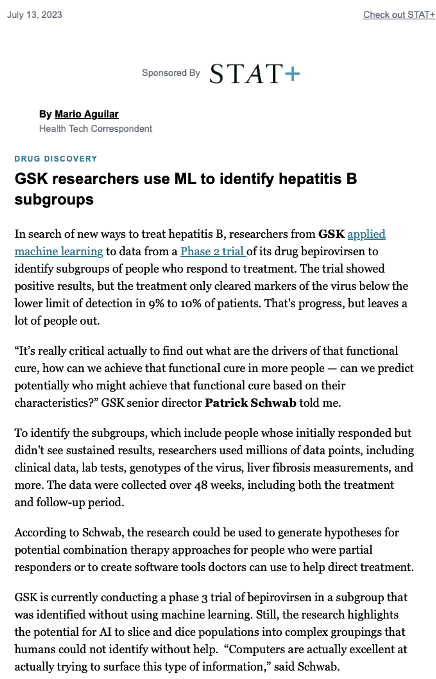 July 13, 2023 Check out STAT+
Sponsored By STAT+
By Mario Aguilar
Health Tech Correspondent
DRUG DISCOVERY
GSK researchers use ML to identify hepatitis B
subgroups
In search of new ways to treat hepatitis B, researchers from GSK applied
machine learning to data from a Phase 2 trial of its drug bepirovirsen to
identify subgroups of people who respond to treatment. The trial showed
positive results, but the treatment only cleared markers of the virus below the
lower limit of detection in 9% to 10% of patients. That's progress, but leaves a
lot of people out.
“It’s really critical actually to find out what are the drivers of that functional
cure, how can we achieve that functional cure in more people — can we predict
potentially who might achieve that functional cure based on their
characteristics?” GSK senior director Patrick Schwab told me.
To identify the subgroups, which include people whose initially responded but
didn't see sustained results, researchers used millions of data points, including
clinical data, lab tests, genotypes of the virus, liver fibrosis measurements, and
more. The data were collected over 48 weeks, including both the treatment
and follow-up period.
According to Schwab, the research could be used to generate hypotheses for
potential combination therapy approaches for people who were partial
responders or to create software tools doctors can use to help direct treatment.
GSK is currently conducting a phase 3 trial of bepirovirsen in a subgroup that
was identified without using machine learning. Still, the research highlights
the potential for AI to slice and dice populations into complex groupings that
humans could not identify without help. “Computers are actually excellent at
actually trying to surface this type of information,” said Schwab.